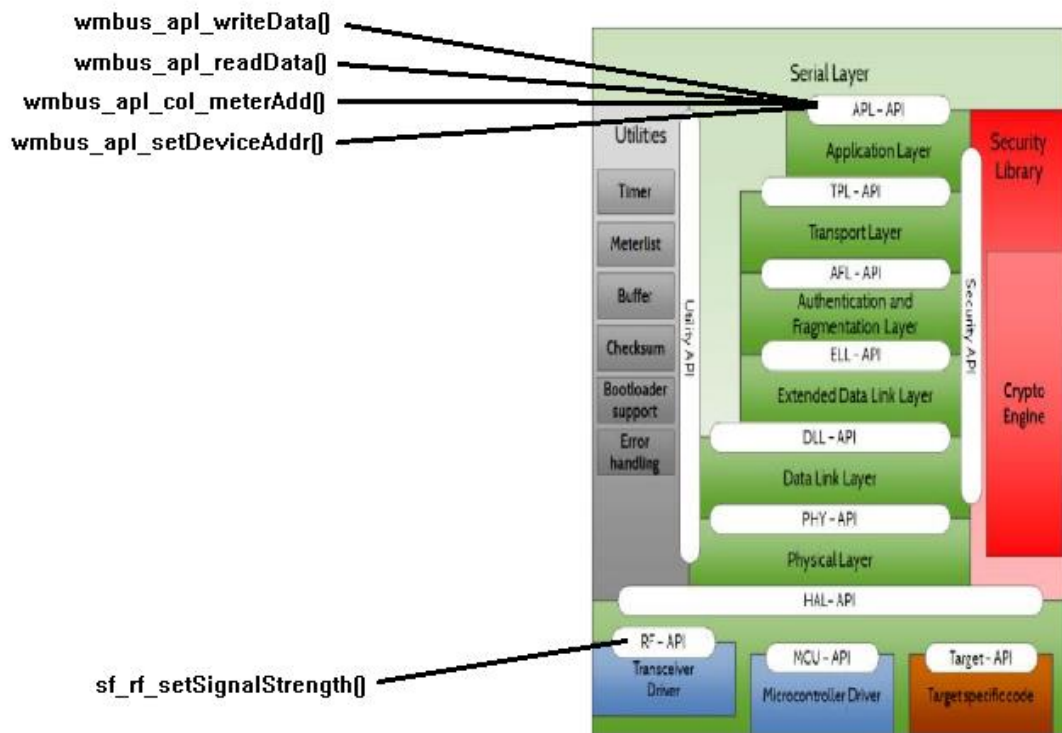 wmbus_apl_writeData()
wmbus_apl_readData()
wmbus_apl_col_meterAdd()
wmbus_apl_setDeviceAddr()
sf_rf_setSignalStrength()
Serial Layer
APL - API
Application Layer
TPL - API
Transport Layer
AFL - API
Authentication and
Fragmentation Layer
ELL - API
Extended Data Link Layer
DLL - API
Data Link Layer
PHY - API
Physical Layer
HAL- API
Utilities
Timer
Meterlist
Buffer
Checksum
Bootloader
support
Error
handling
Utility API
Security API
Security
Library
Crypto
Engine
RF - API
Transceiver
Driver
MCU - API
Microcontroller Driver
Target - API
Target specific code